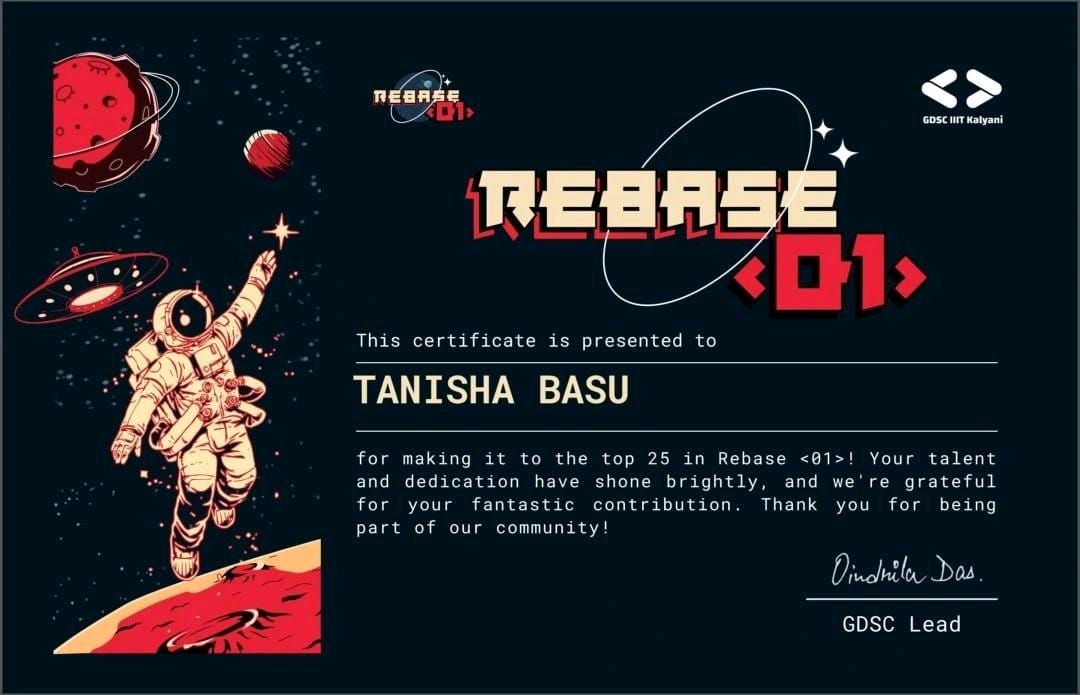 REBASE
<01>
GDSC IIIT Kalyani
REBASE
<01>
This certificate is presented to
TANISHA BASU
for making it to the top 25 in Rebase <01>! Your talent
and dedication have shone brightly, and we're grateful
for your fantastic contribution. Thank you for being
part of our community!
Oindrila Das.
GDSC Lead